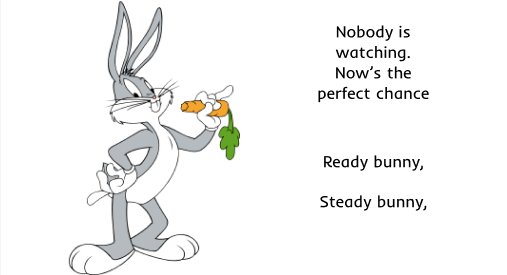 Nobody is
watching.
Now's the
perfect chance
Ready bunny,
Steady bunny,